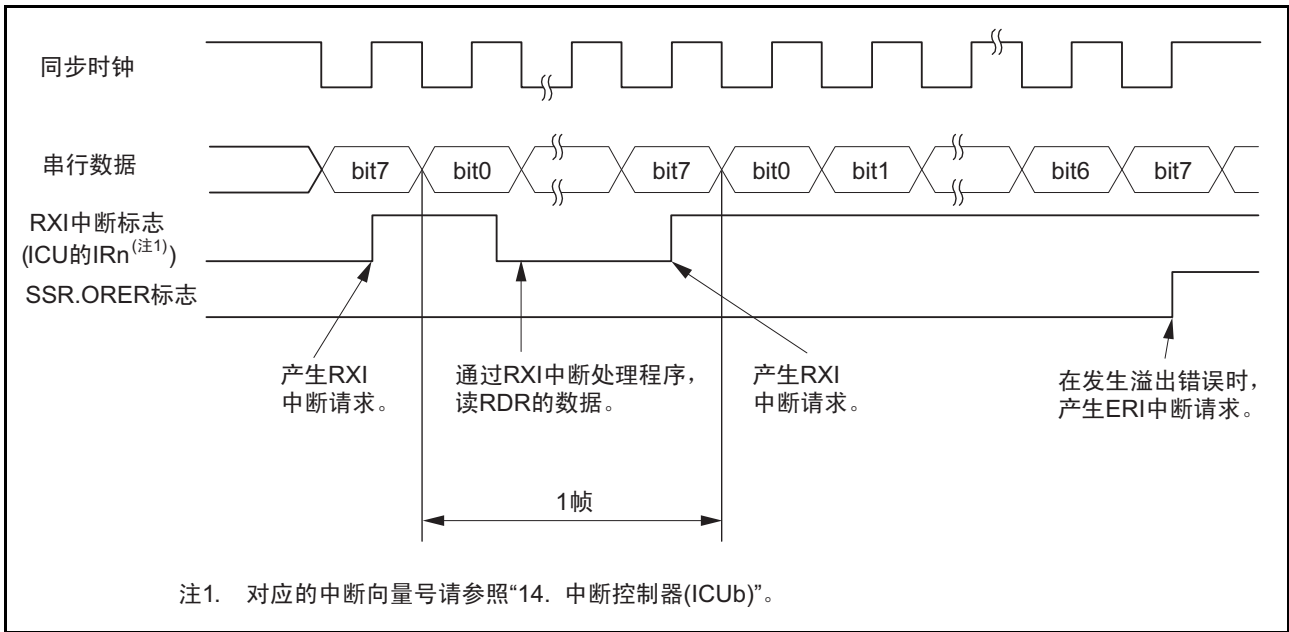 同步时钟
串行数据
bit7
bit0
bit7
bit0
bit1
bit6
bit7
RXI中断标志
(ICU的IRn(注1))
SSR.ORER标志
产生RXI
中断请求。
通过RXI中断处理程序，
读RDR的数据。
产生RXI
中断请求。
在发生溢出错误时，
产生ERI中断请求。
1帧
注1. 对应的中断向量号请参照“14. 中断控制器(ICUb)”。